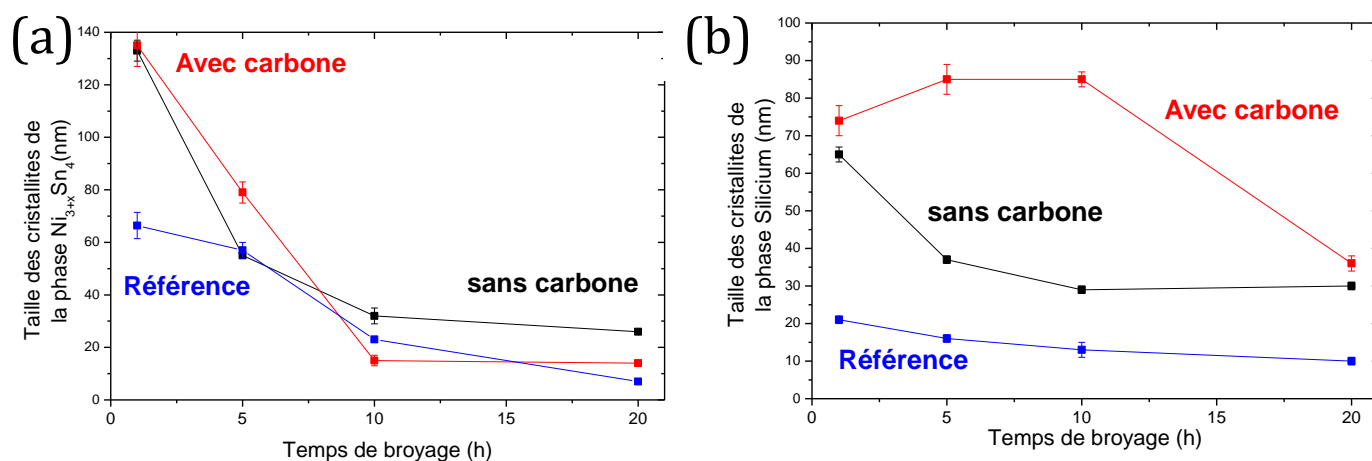 (a)
Taille des cristallites de
la phase Ni3+xSn4(nm)
140
120
100
80
60
40
20
0
Avec carbone
Référence
sans carbone
0 5 10 15 20
Temps de broyage (h)
(b)
Taille des cristallites de
la phase Silicium (nm)
100
90
80
70
60
50
40
30
20
10
0
Avec carbone
sans carbone
Référence
0 5 10 15 20
Temps de broyage (h)